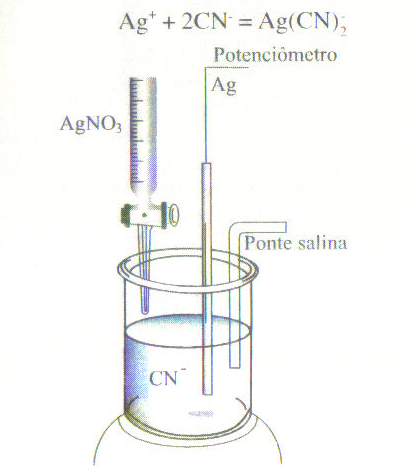 Ag⁺ + 2CN⁻ = Ag(CN)₂⁻
Potenciômetro
Ag
AgNO₃
Ponte salina
CN⁻